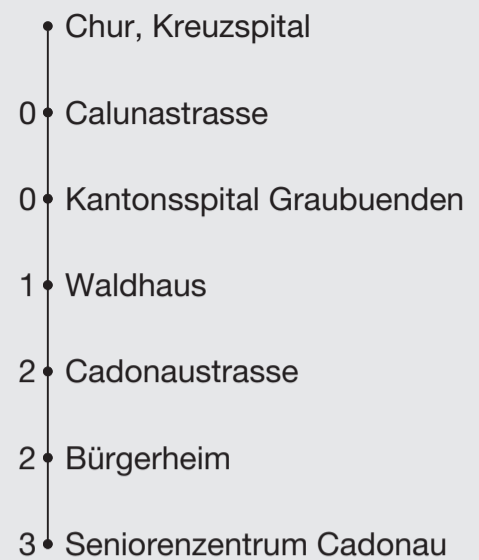 Chur, Kreuzspital
0 Calunastrasse
0 Kantonsspital Graubuenden
1 Waldhaus
2 Cadonaustrasse
2 Bürgerheim
3 Seniorenzentrum Cadonau